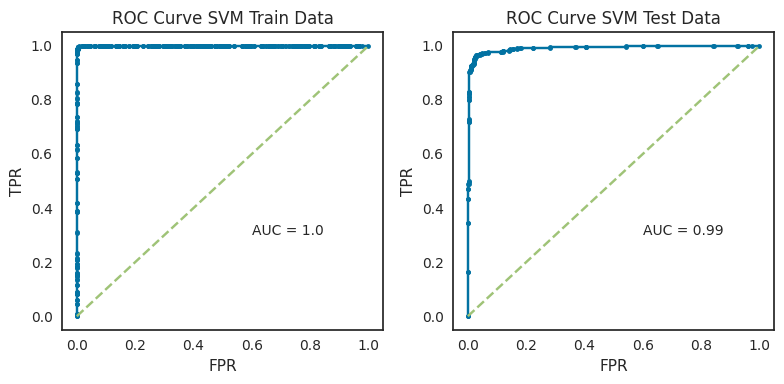 ROC Curve SVM Train Data
1.0
0.8
0.6
0.4
0.2
0.0
TPR
AUC = 1.0
0.0 0.2 0.4 0.6 0.8 1.0
FPR
ROC Curve SVM Test Data
1.0
0.8
0.6
0.4
0.2
0.0
TPR
AUC = 0.99
0.0 0.2 0.4 0.6 0.8 1.0
FPR